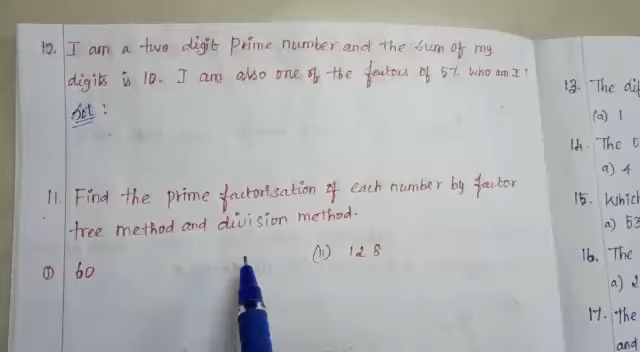 10. I am a two digit prime number and the sum of my
digits is 10. I am also one of the factors of 57. Who am I?
Sol :
11. Find the prime factorisation of each number by factor
tree method and division method.
(i) 60
(ii) 128
13. The
(a) 1
14. The
a) 4
15. Which
a) 53
16. The
a) 2
17. The
and